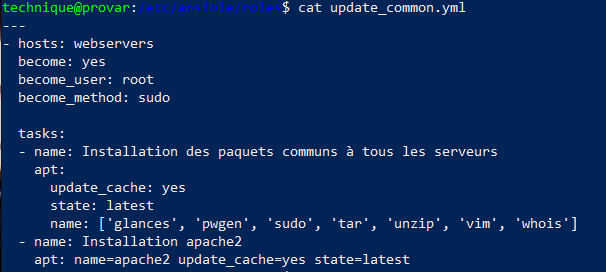 technique@provar:/etc/ansible/roles$ cat update_common.yml
---
- hosts: webservers
  become: yes
  become_user: root
  become_method: sudo

  tasks:
  - name: Installation des paquets communs à tous les serveurs
    apt:
      update_cache: yes
      state: latest
      name: ['glances', 'pwgen', 'sudo', 'tar', 'unzip', 'vim', 'whois']
  - name: Installation apache2
    apt: name=apache2 update_cache=yes state=latest